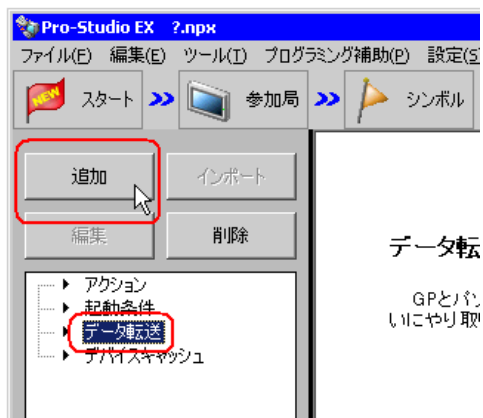 Pro-Studio EX ?.npx
ファイル(F) 編集(E) ツール(T) プログラミング補助(P) 設定(S
NEW スタート 参加局 シンボル
追加 インポート
編集 削除
アクション
起動条件
データ転送
デバイスキャッシュ
データ転
GPとパソ
いにやり取